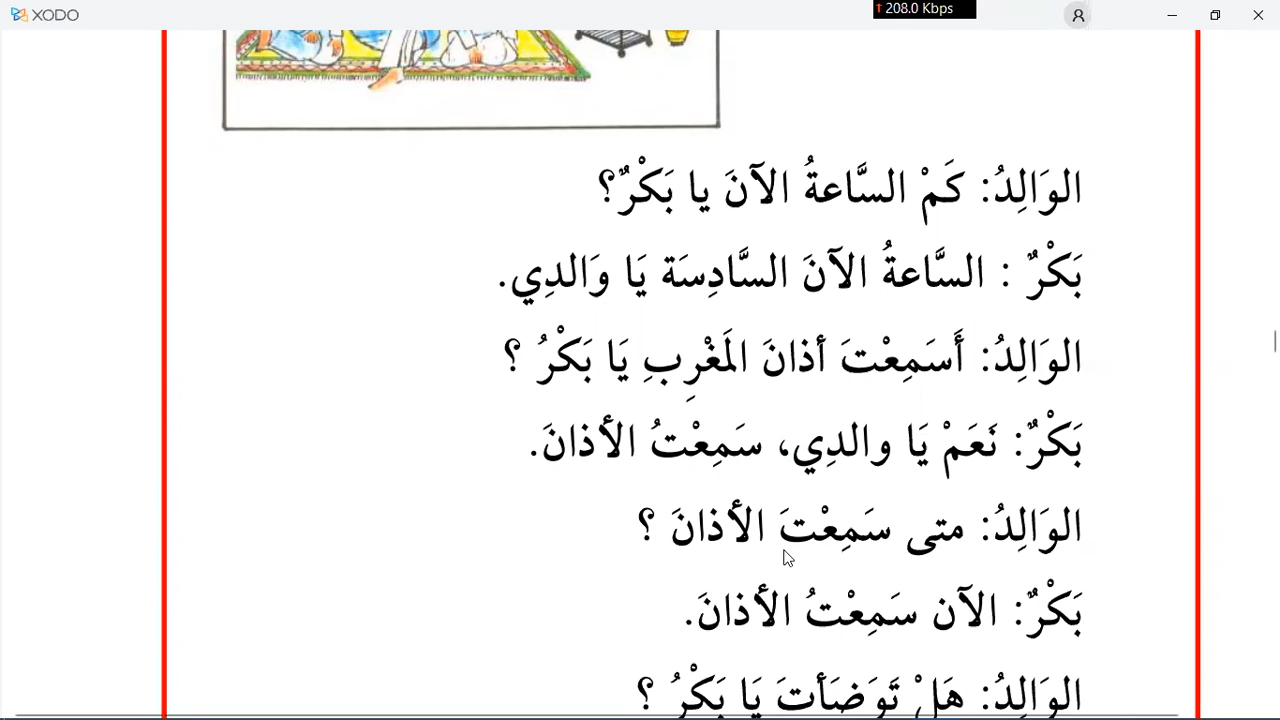 XODO
↑ 208.0 Kbps
الوَالِدُ: كَمْ السَّاعةُ الآنَ يا بَكْرٌ؟
بَكْرٌ : السَّاعةُ الآنَ السَّادِسَة يَا وَالدِي.
الوَالِدُ: أَسَمِعْتَ أذانَ المَغْرِبِ يَا بَكْرُ ؟
بَكْرٌ: نَعَمْ يَا والدِي، سَمِعْتُ الأذانَ.
الوَالِدُ: متى سَمِعْتَ الأذانَ ؟
بَكْرٌ: الآن سَمِعْتُ الأذانَ.
الوَالِدُ: هَلْ تَوَضَأتَ يَا بَكْرُ ؟